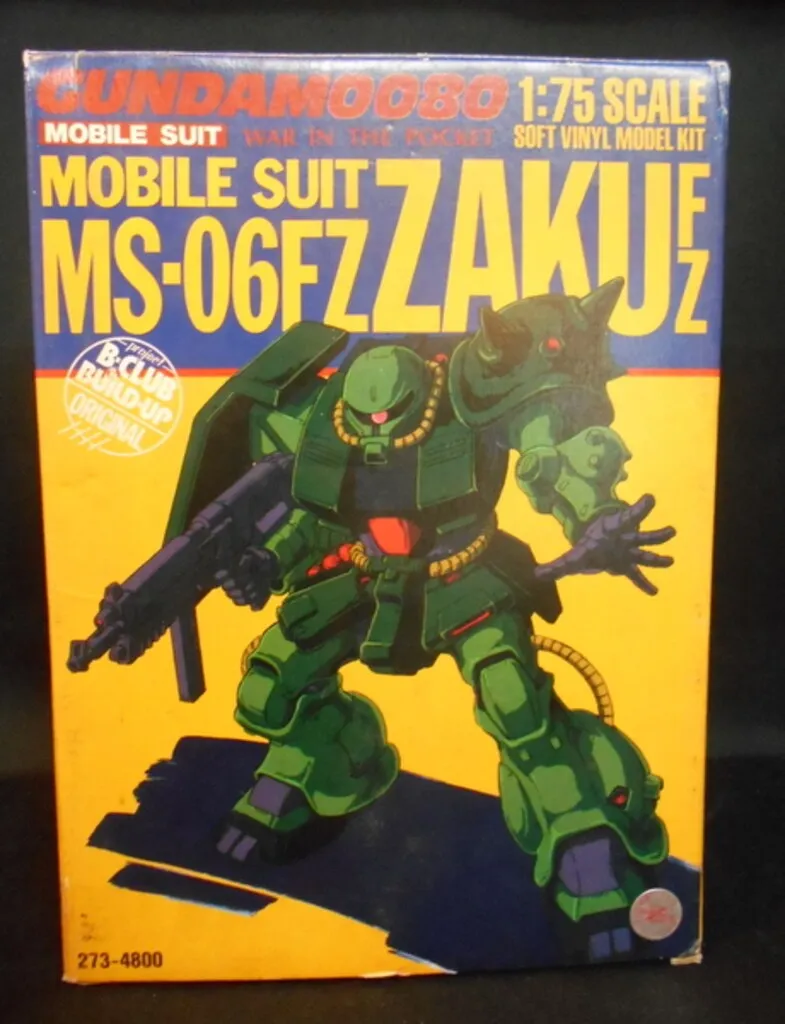 GUNDAM0080
MOBILE SUIT WAR IN THE POCKET
1:75 SCALE
SOFT VINYL MODEL KIT
MOBILE SUIT
MS-06FZ ZAKU FZ
project
B-CLUB
BUILD-UP
ORIGINAL
273-4800